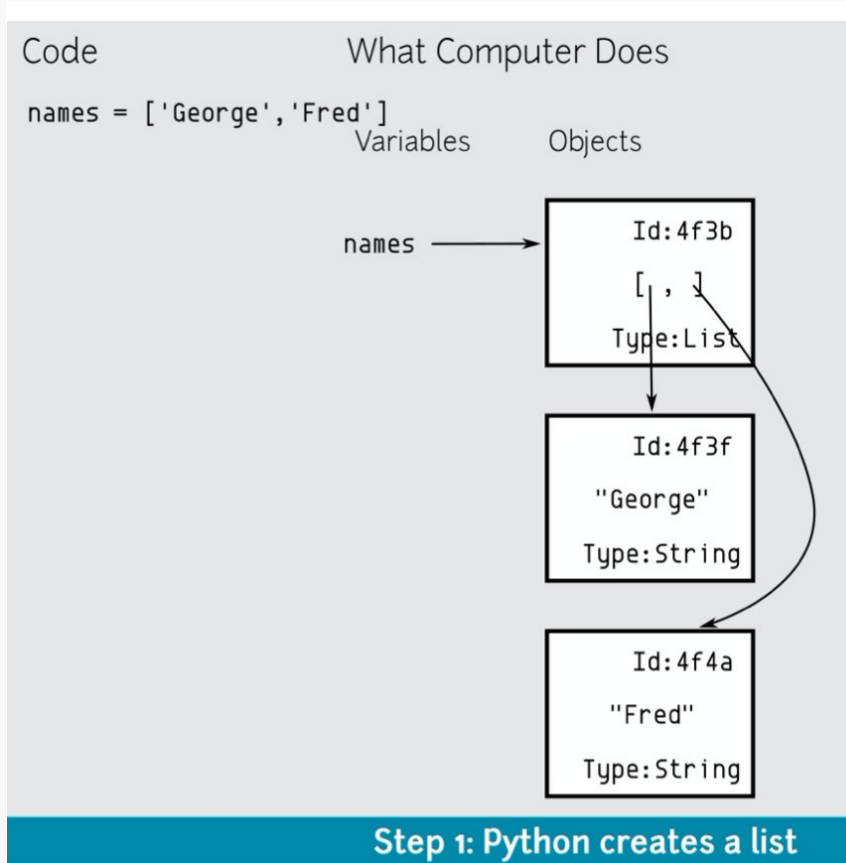 Code
What Computer Does
names = ['George','Fred']
Variables
Objects
names
Id:4f3b
[ , ]
Type:List
Id:4f3f
"George"
Type:String
Id:4f4a
"Fred"
Type:String
Step 1: Python creates a list